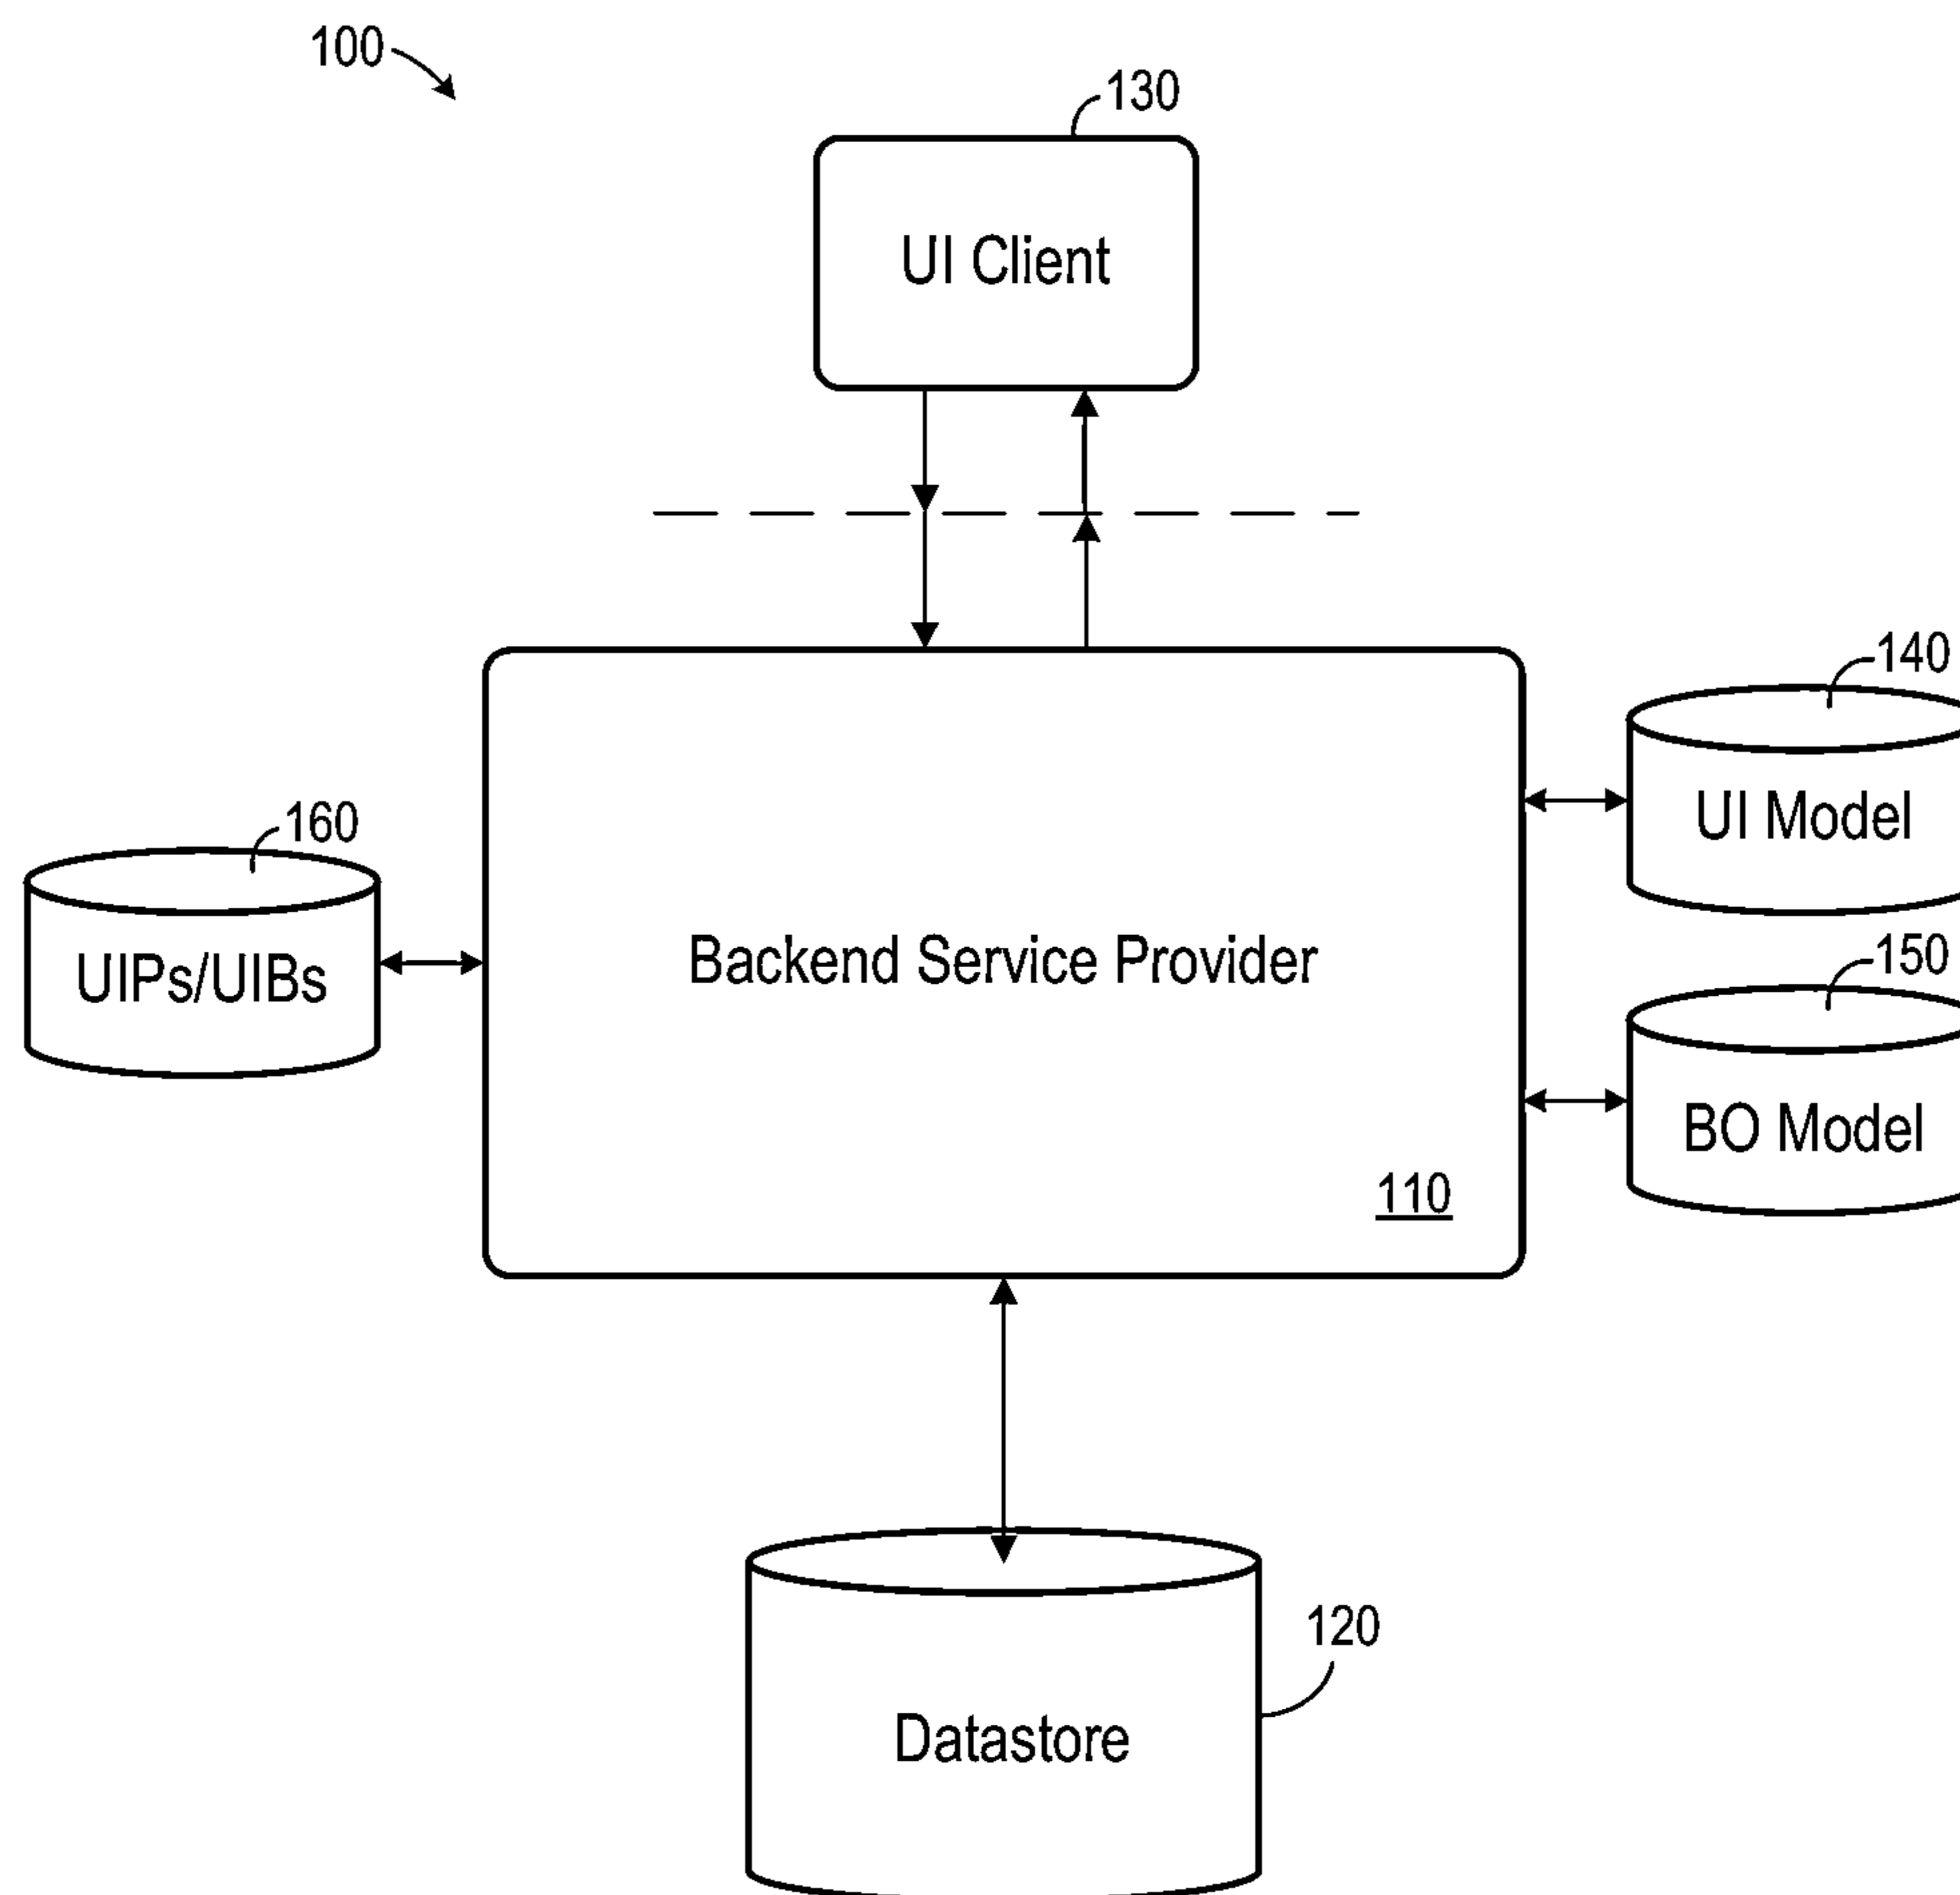 100
130
UI Client
140
UI Model
160
UIPs/UIBs
Backend Service Provider
150
BO Model
110
120
Datastore